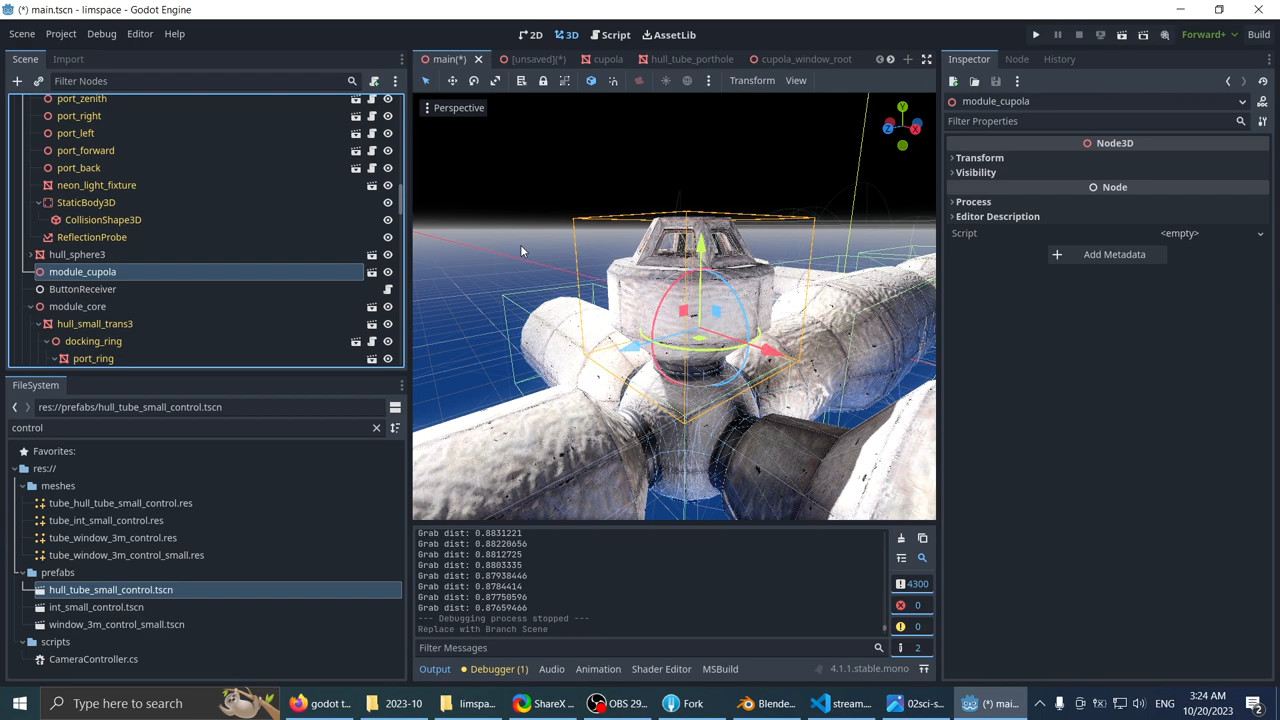 (*) main.tscn - limspace - Godot Engine
Scene Project Debug Editor Help
2D 3D Script AssetLib
Forward+ Build
Scene Import
main(*) [unsaved](*) cupola hull_tube_porthole cupola_window_root
Inspector Node History
Filter Nodes
Transform View
port_zenith
port_right
port_left
port_forward
port_back
neon_light_fixture
StaticBody3D
CollisionShape3D
ReflectionProbe
hull_sphere3
module_cupola
ButtonReceiver
module_core
hull_small_trans3
docking_ring
port_ring
Perspective
Y
Z X
module_cupola
Filter Properties
Node3D
Transform
Visibility
Node
Process
Editor Description
Script <empty>
Add Metadata
FileSystem
res://prefabs/hull_tube_small_control.tscn
control
Favorites:
res://
meshes
tube_hull_tube_small_control.res
tube_int_small_control.res
tube_window_3m_control.res
tube_window_3m_control_small.res
prefabs
hull_tube_small_control.tscn
int_small_control.tscn
window_3m_control_small.tscn
scripts
CameraController.cs
Grab dist: 0.8831221
Grab dist: 0.88220656
Grab dist: 0.8812725
Grab dist: 0.8803335
Grab dist: 0.87938446
Grab dist: 0.8784414
Grab dist: 0.87750596
Grab dist: 0.87659466
--- Debugging process stopped ---
Replace with Branch Scene
4300
0
0
2
Filter Messages
Output Debugger (1) Audio Animation Shader Editor MSBuild 4.1.1.stable.mono
Type here to search
godot t... 2023-10 limspa... ShareX ... OBS 29... Fork Blende... stream.... 02sci-s... (*) mai...
ENG
3:24 AM
10/20/2023
2